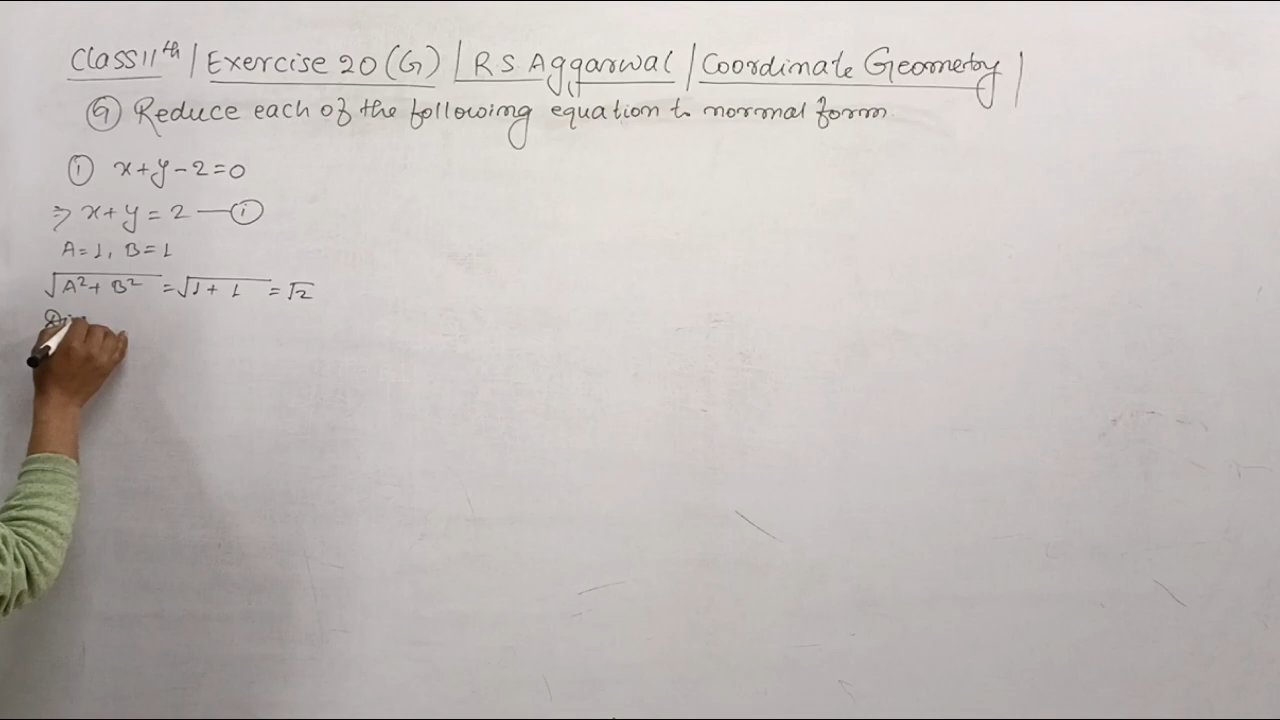 Class 11th | Exercise 20 (G) | R S Aggarwal | Coordinate Geometry |
Reduce each of the following equation to normal form.
① x+y-2=0
⇒ x+y=2 — ①
A=1, B=1
√A²+B² = √1+1 = √2